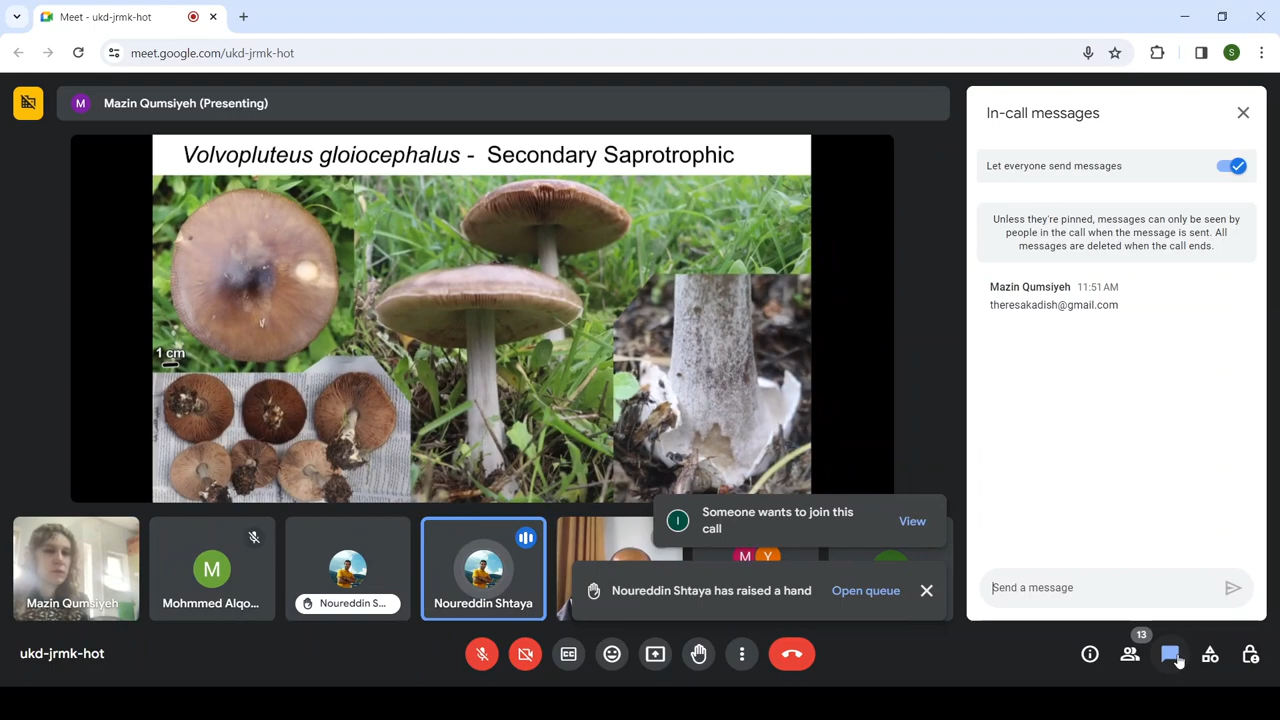 Meet - ukd-jrmk-hot
meet.google.com/ukd-jrmk-hot
S
M
Mazin Qumsiyeh (Presenting)
Volvopluteus gloiocephalus - Secondary Saprotrophic
1 cm
In-call messages
Let everyone send messages
Unless they're pinned, messages can only be seen by
people in the call when the message is sent. All
messages are deleted when the call ends.
Mazin Qumsiyeh 11:51 AM
theresakadish@gmail.com
Send a message
I
Someone wants to join this
call
View
Noureddin Shtaya has raised a hand
Open queue
M
M Y
Mazin Qumsiyeh
Mohmmed Alqo...
Noureddin S...
Noureddin Shtaya
ukd-jrmk-hot
13